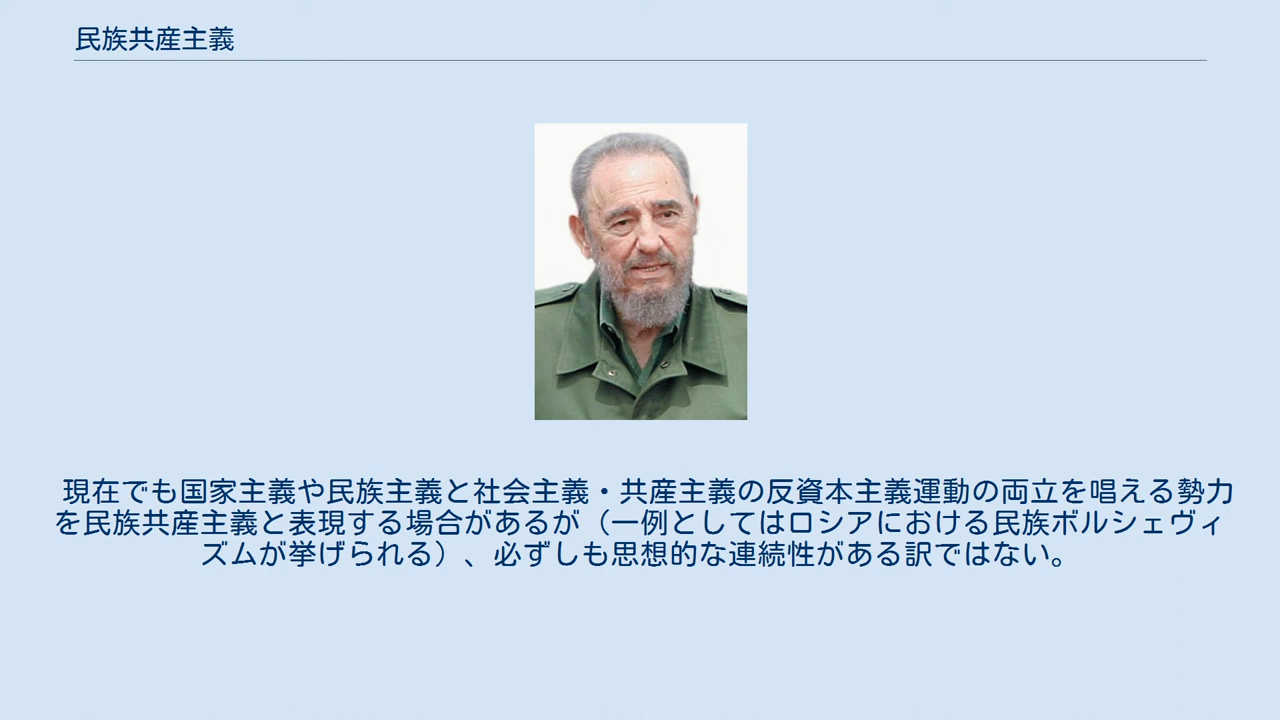 民族共産主義
現在でも国家主義や民族主義と社会主義・共産主義の反資本主義運動の両立を唱える勢力
を民族共産主義と表現する場合があるが（一例としてはロシアにおける民族ボルシェヴィ
ズムが挙げられる）、必ずしも思想的な連続性がある訳ではない。